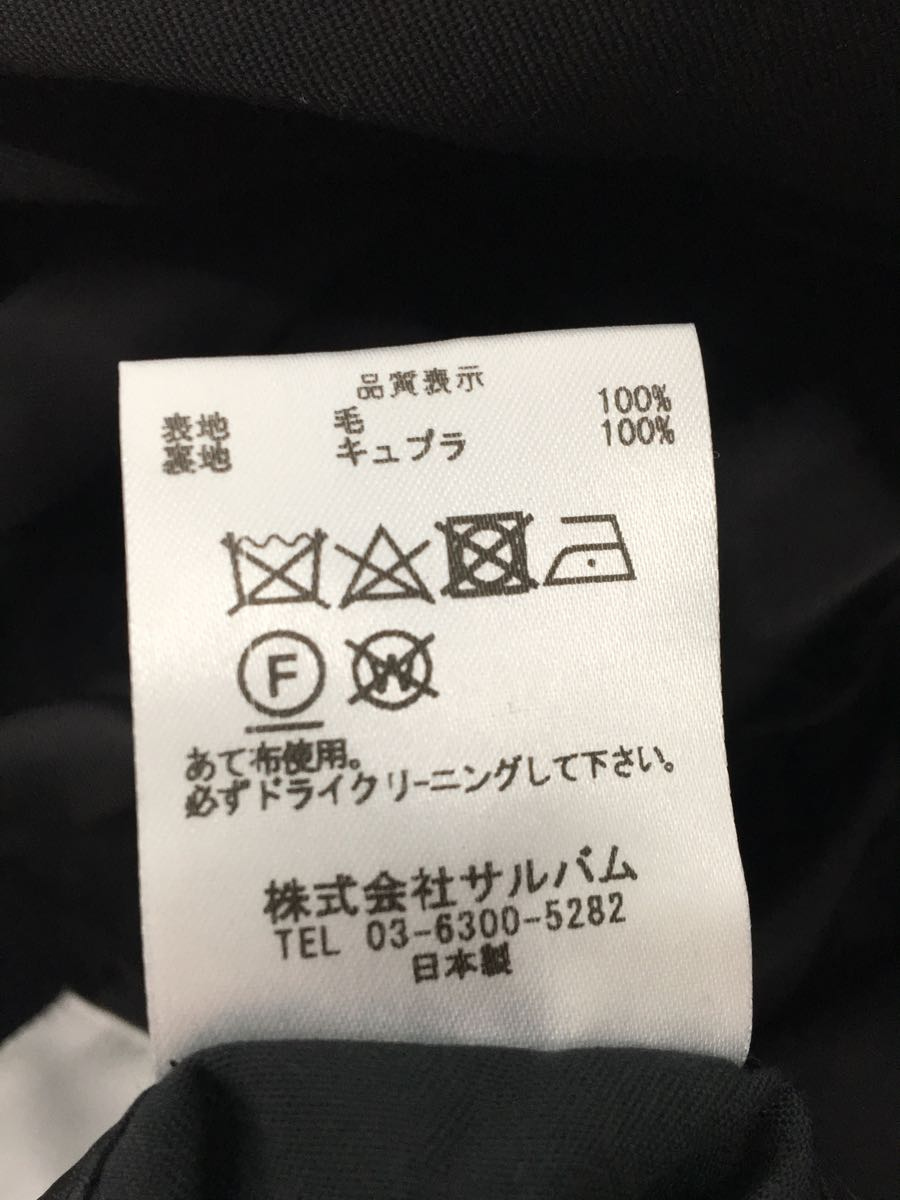 品質表示
表地 毛 100%
裏地 キュプラ 100%
F W
あて布使用。
必ずドライクリーニングして下さい。
株式会社サルバム
TEL 03-6300-5282
日本製